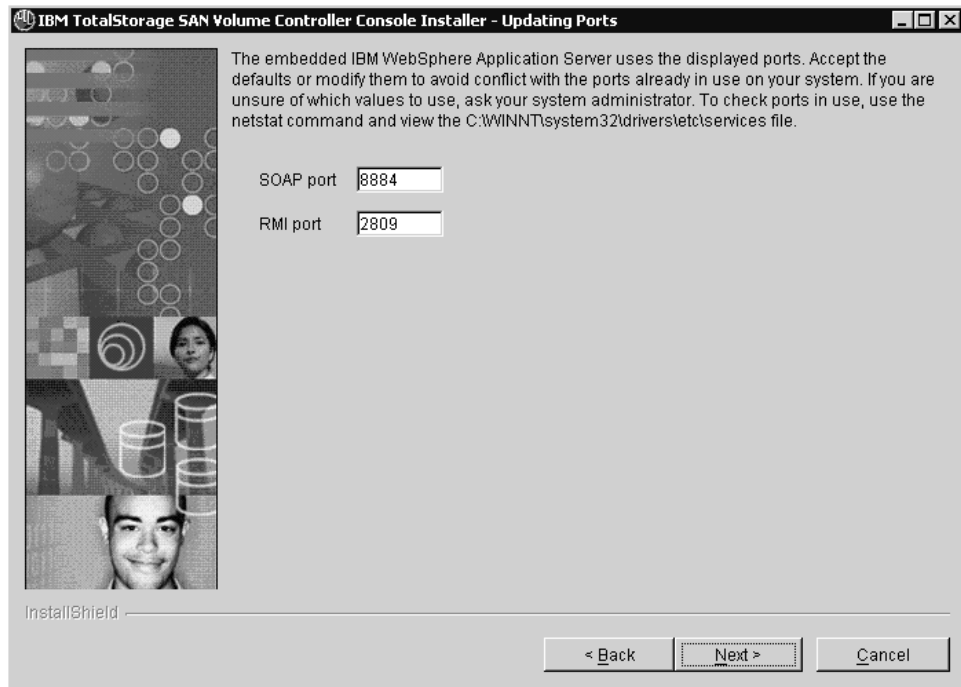 IBM TotalStorage SAN Volume Controller Console Installer - Updating Ports
The embedded IBM WebSphere Application Server uses the displayed ports. Accept the
defaults or modify them to avoid conflict with the ports already in use on your system. If you are
unsure of which values to use, ask your system administrator. To check ports in use, use the
netstat command and view the C:\WINNT\system32\drivers\etc\services file.
SOAP port 8884
RMI port 2809
InstallShield
< Back Next > Cancel